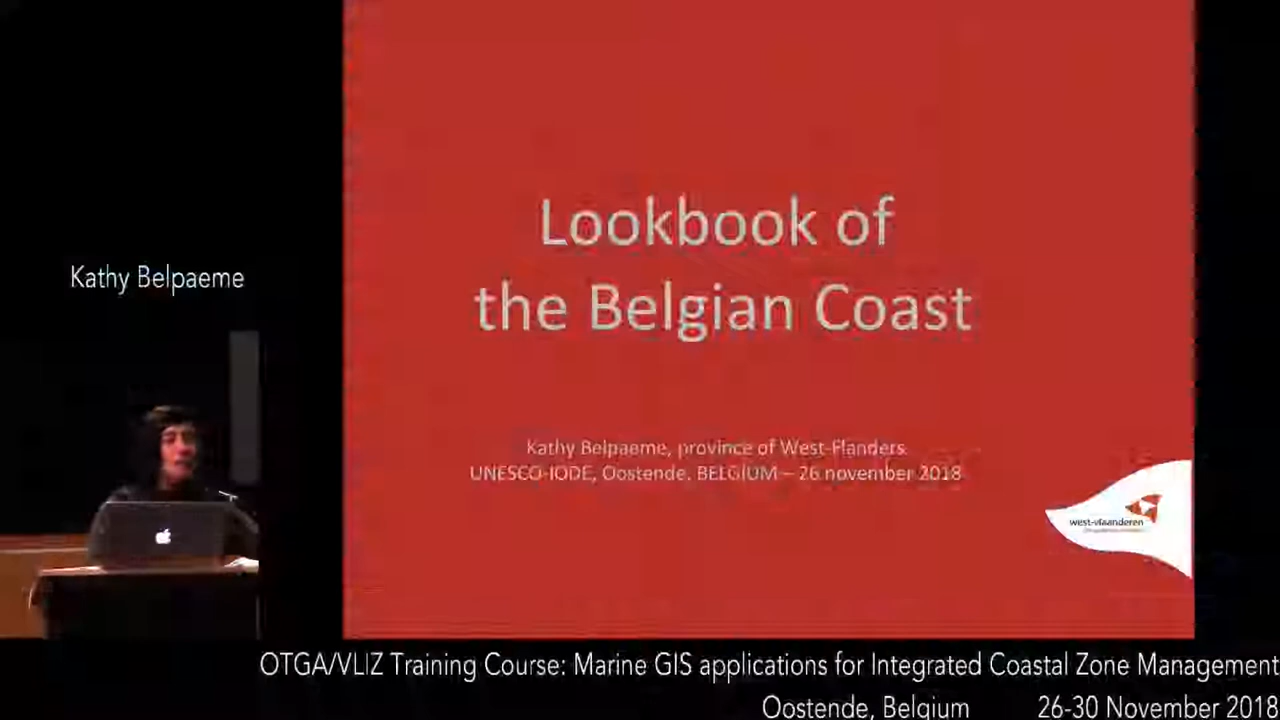 Kathy Belpaeme
Lookbook of
the Belgian Coast
Kathy Belpaeme, province of West-Flanders
UNESCO-IODE, Oostende, BELGIUM – 26 november 2018
west-vlaanderen
OTGA/VLIZ Training Course: Marine GIS applications for Integrated Coastal Zone Management
Oostende, Belgium 26-30 November 2018